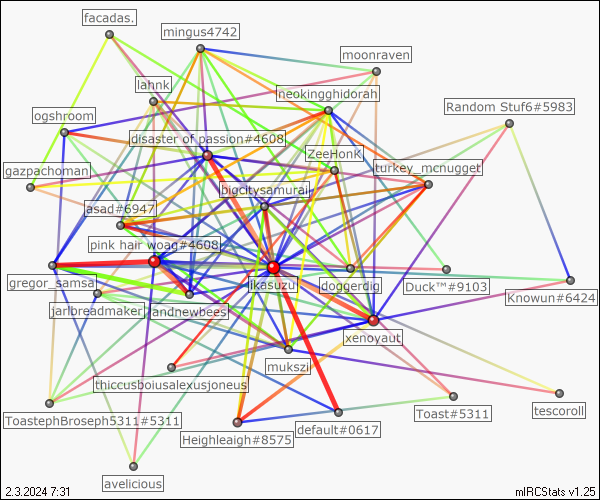 facadas.
mingus4742
moonraven
lahnk
neokingghidorah
Random Stuf6#5983
ogshroom
disaster of passion#4608
ZeeHonk
turkey_mcnugget
gazpachoman
bigcitysamurai
asad#6947
pink hair woag#4608
gregor_samsa
ikasuzu
doggerdig
Duck™#9103
Knowun#6424
jarlbreadmaker
andnewbees
xenoyaut
mukszi
thiccusboiusalexusjoneus
ToastephBroseph5311#5311
Heighleaigh#8575
default#0617
Toast#5311
tescoroll
avelicious
2.3.2024 7:31
mIRCStats v1.25